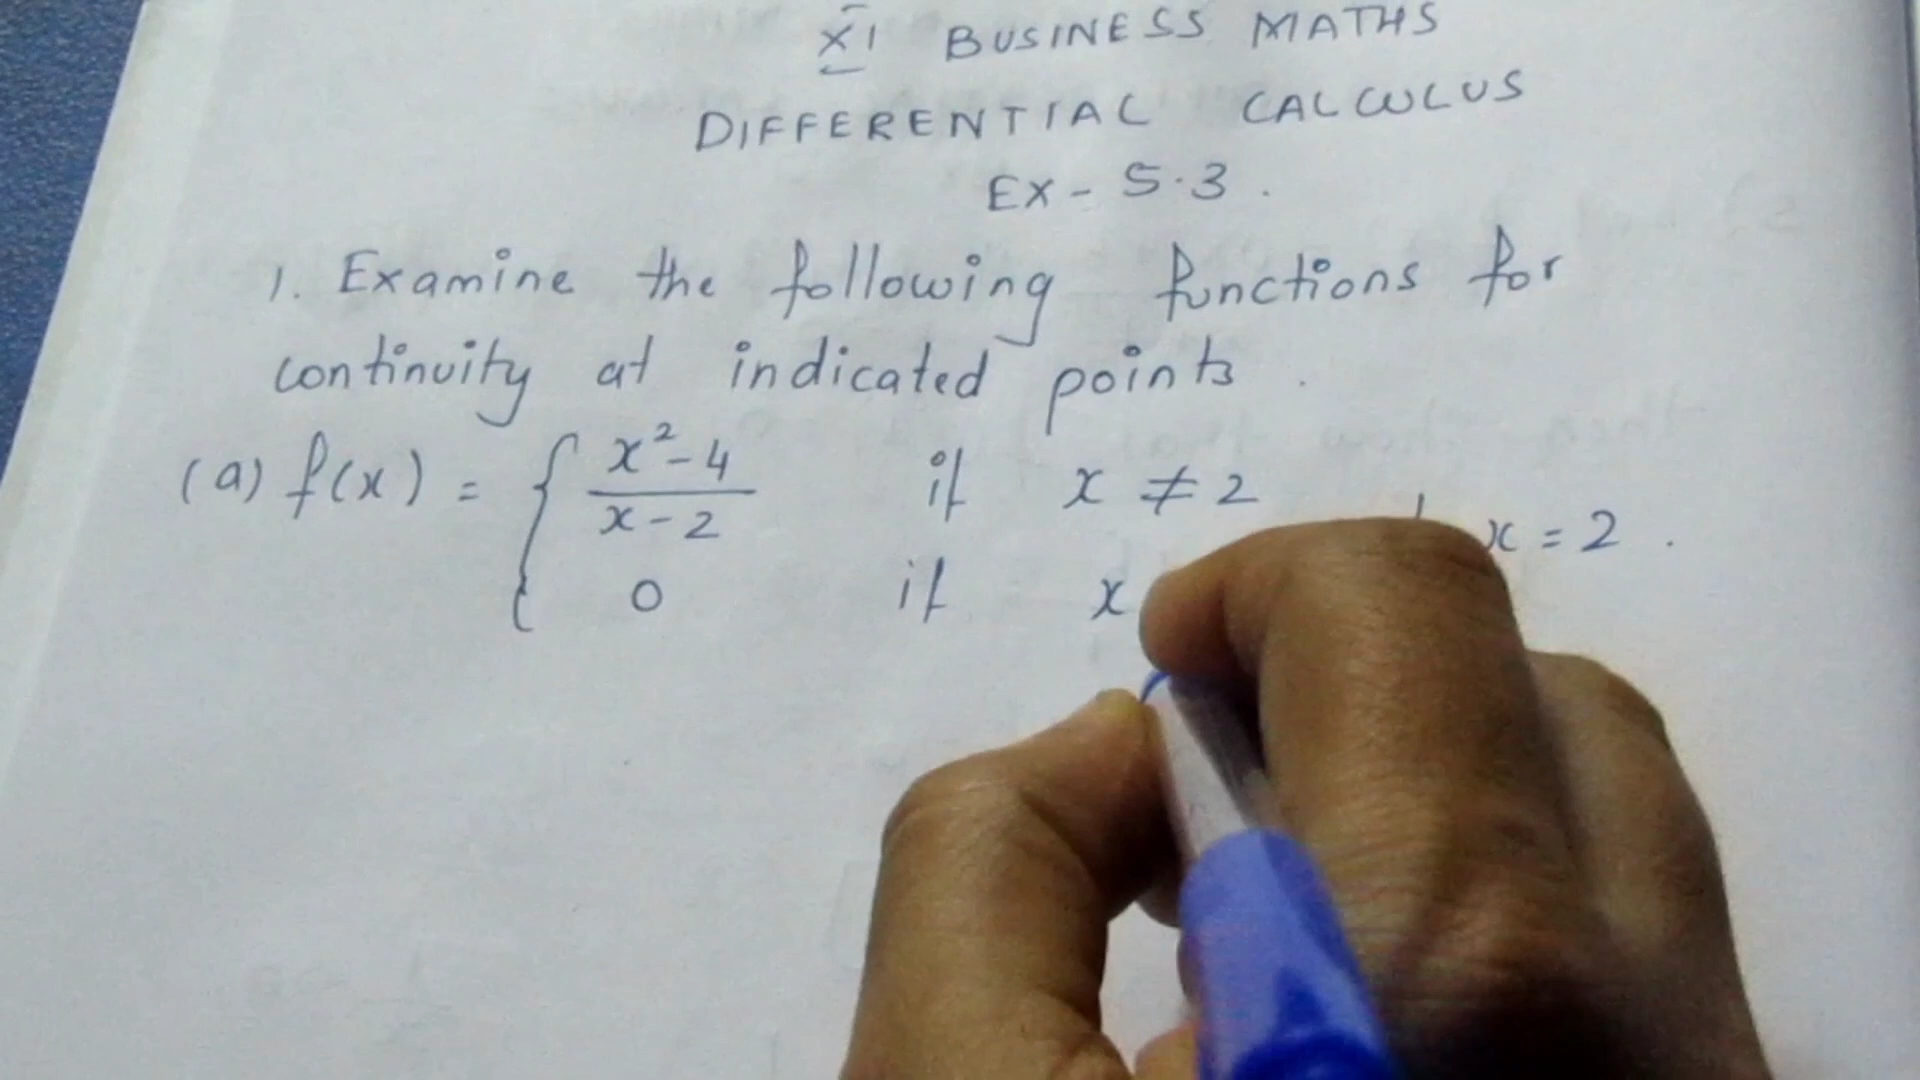 XI BUSINESS MATHS
DIFFERENTIAL CALCULUS
EX - 5.3.
1. Examine the following functions for
continuity at indicated points.
(a) f(x) = { x²-4 / x-2 if x ≠ 2
x = 2.
0 if x